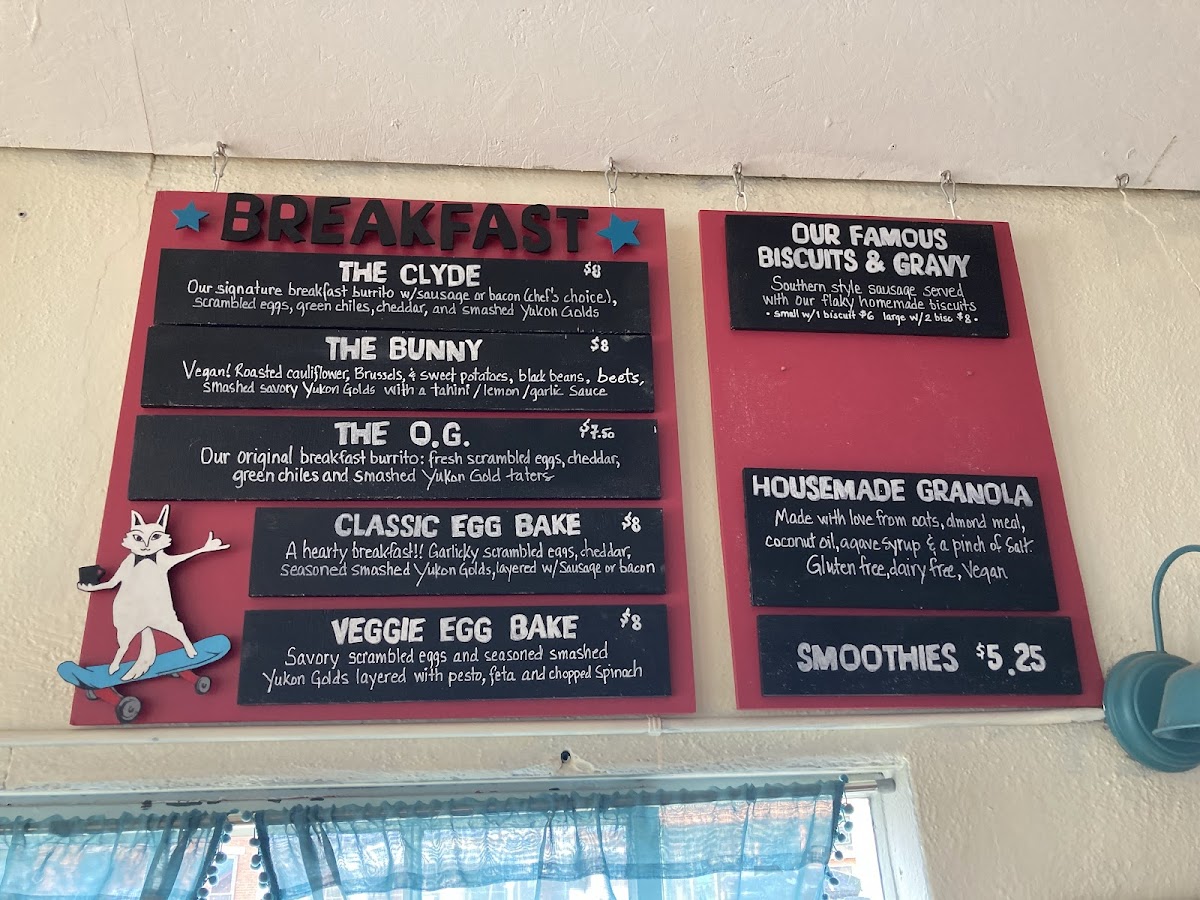 BREAKFAST
THE CLYDE $8
Our signature breakfast burrito w/sausage or bacon (chef's choice),
scrambled eggs, green chiles, cheddar, and smashed Yukon Golds
THE BUNNY $8
Vegan! Roasted cauliflower, Brussels, & sweet potatoes, black beans, beets,
smashed savory Yukon Golds with a tahini/lemon/garlic sauce
THE O.G. $7.50
Our original breakfast burrito: fresh scrambled eggs, cheddar,
green chiles and smashed Yukon Gold taters
CLASSIC EGG BAKE $8
A hearty breakfast!! Garlicky scrambled eggs, cheddar,
seasoned smashed Yukon Golds, layered w/ Sausage or bacon
VEGGIE EGG BAKE $8
Savory scrambled eggs and seasoned smashed
Yukon Golds layered with pesto, feta and chopped Spinach
OUR FAMOUS
BISCUITS & GRAVY
Southern style sausage served
with our flaky homemade biscuits
• small w/1 biscuit $6 large w/2 bisc $8 •
HOUSEMADE GRANOLA
Made with love from oats, almond meal,
coconut oil, agave syrup & a pinch of salt.
Gluten free, dairy free, Vegan
SMOOTHIES $5.25